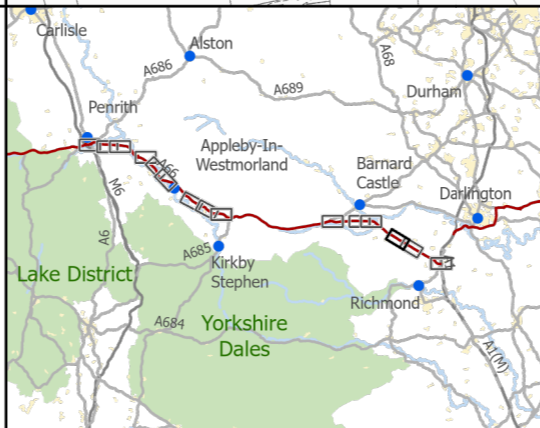 Carlisle
Alston
A68
A686
A689
Durham
Penrith
Appleby-In-
Westmorland
A66
Barnard
Castle
Darlington
M6
A6
A685
Lake District
Kirkby
Stephen
Richmond
A684
Yorkshire
Dales
A1(M)